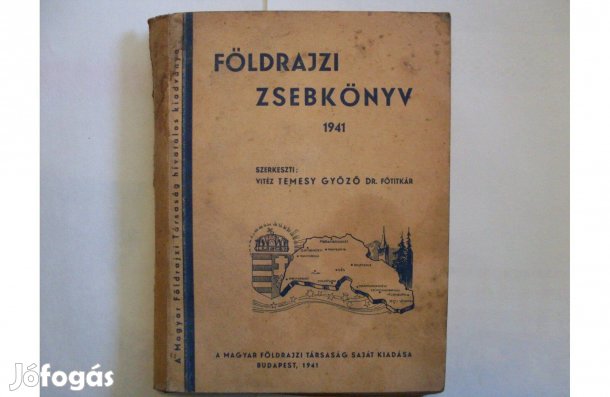 FÖLDRAJZI
ZSEBKÖNYV
1941
SZERKESZTI:
VITÉZ TEMESY GYŐZŐ DR. FŐTITKÁR
A MAGYAR FÖLDRAJZI TÁRSASÁG SAJÁT KIADÁSA
BUDAPEST, 1941
A Magyar Földrajzi Társaság hivatalos kiadványa
Jófogás